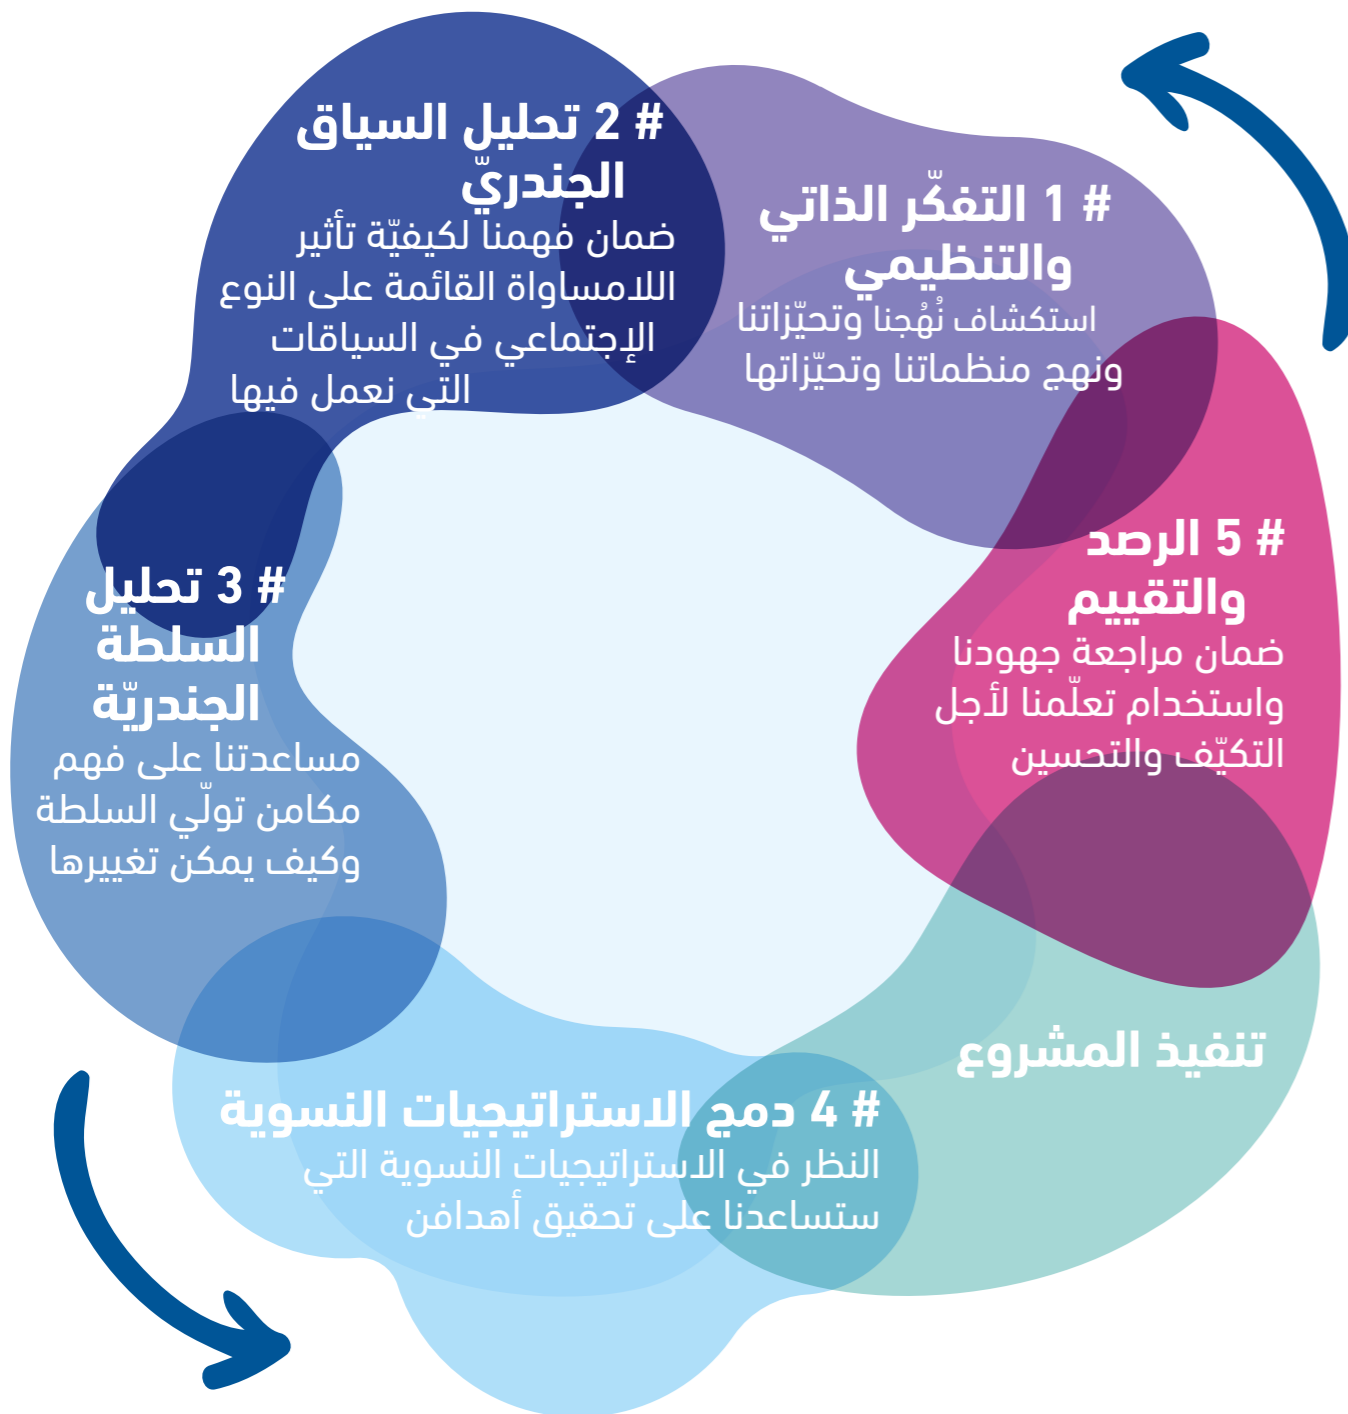 # 1 التفكّر الذاتي
والتنظيمي
استكشاف نُهُجنا وتحيّزاتنا
ونهج منظماتنا وتحيّزاتها
# 2 تحليل السياق
الجندريّ
ضمان فهمنا لكيفيّة تأثير
اللامساواة القائمة على النوع
الإجتماعي في السياقات
التي نعمل فيها
# 3 تحليل
السلطة
الجندريّة
مساعدتنا على فهم
مكامن تولّي السلطة
وكيف يمكن تغييرها
# 4 دمج الاستراتيجيات النسوية
النظر في الاستراتيجيات النسوية التي
ستساعدنا على تحقيق أهدافن
تنفيذ المشروع
# 5 الرصد
والتقييم
ضمان مراجعة جهودنا
واستخدام تعلّمنا لأجل
التكيّف والتحسين